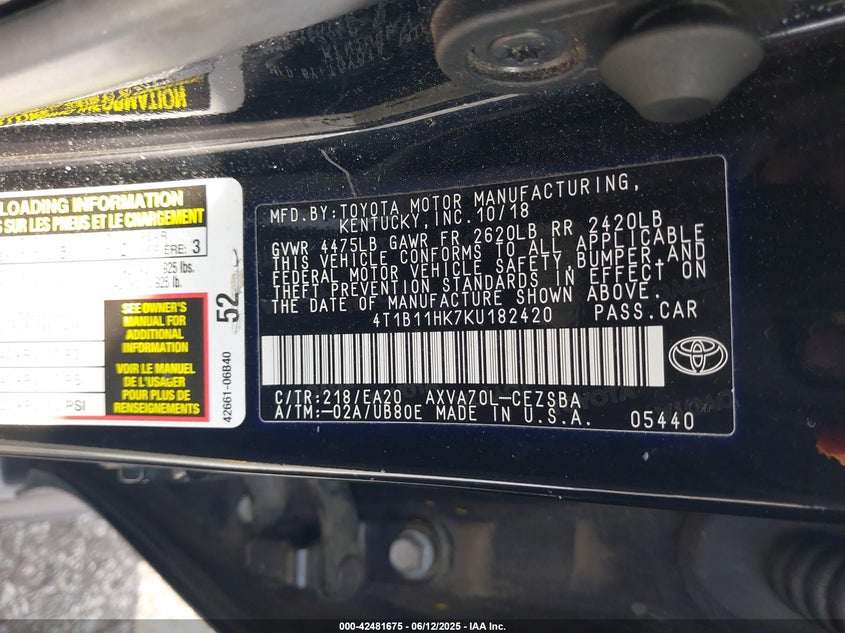 LOADING INFORMATION
SUR LES PNEUS ET LE CHARGEMENT
3
925 lbs.
SEE OWNER'S
MANUAL FOR
ADDITIONAL
INFORMATION
VOIR LE MANUEL
DE L'USAGER
POUR PLUS DE
RENSEIGNEMENTS
PSI
52
42661-06B40
MFD. BY: TOYOTA MOTOR MANUFACTURING,
KENTUCKY, INC. 10/18
GVWR 4475LB GAWR FR 2620LB RR 2420LB
THIS VEHICLE CONFORMS TO ALL APPLICABLE
FEDERAL MOTOR VEHICLE SAFETY, BUMPER, AND
THEFT PREVENTION STANDARDS IN EFFECT ON
THE DATE OF MANUFACTURE SHOWN ABOVE.
4T1B11HK7KU182420 PASS. CAR
C/TR: 218/EA20 AXVA70L-CEZSBA
A/TM: -02A/UB80E MADE IN U.S.A. 05440
000-42481675 - 06/12/2025 - IAA Inc.